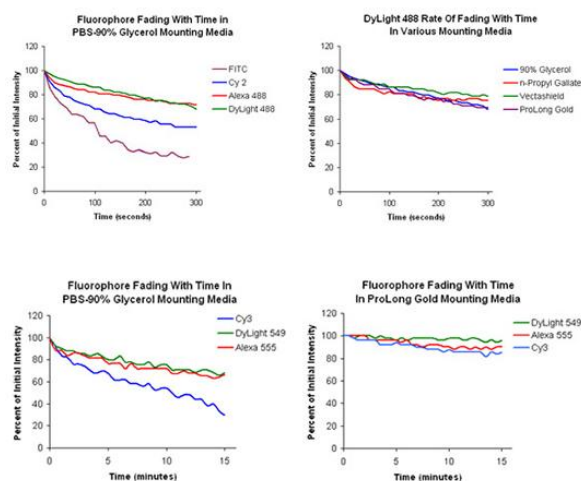 Fluorophore Fading With Time in
PBS-90% Glycerol Mounting Media
Percent of Initial Intensity
120
100
80
60
40
20
0
0
100
200
300
Time (seconds)
FITC
Cy 2
Alexa 488
DyLight 488
DyLight 488 Rate Of Fading With Time
In Various Mounting Media
Percent of Initial Intensity
120
100
80
60
40
20
0
0
100
200
300
Time (seconds)
90% Glycerol
n-Propyl Gallate
Vectashield
ProLong Gold
Fluorophore Fading With Time In
PBS-90% Glycerol Mounting Media
Percent of Initial Intensity
120
100
80
60
40
20
0
0
5
10
15
Time (minutes)
Cy3
DyLight 549
Alexa 555
Fluorophore Fading With Time
In ProLong Gold Mounting Media
Percent of Initial Intensity
120
100
80
60
40
20
0
0
5
10
15
Time (minutes)
DyLight 549
Alexa 555
Cy3